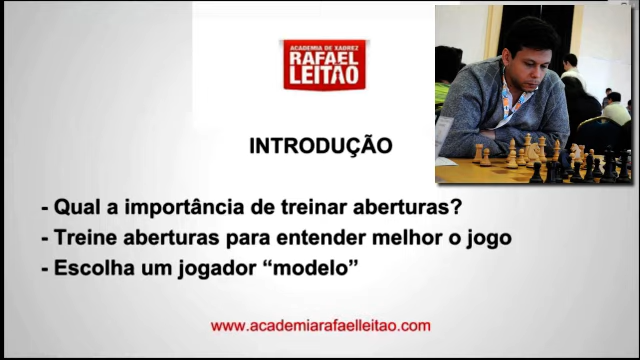 ACADEMIA DE XADREZ
RAFAEL
LEITÃO
INTRODUÇÃO
- Qual a importância de treinar aberturas?
- Treine aberturas para entender melhor o jogo
- Escolha um jogador “modelo”
www.academiarafaelleitao.com